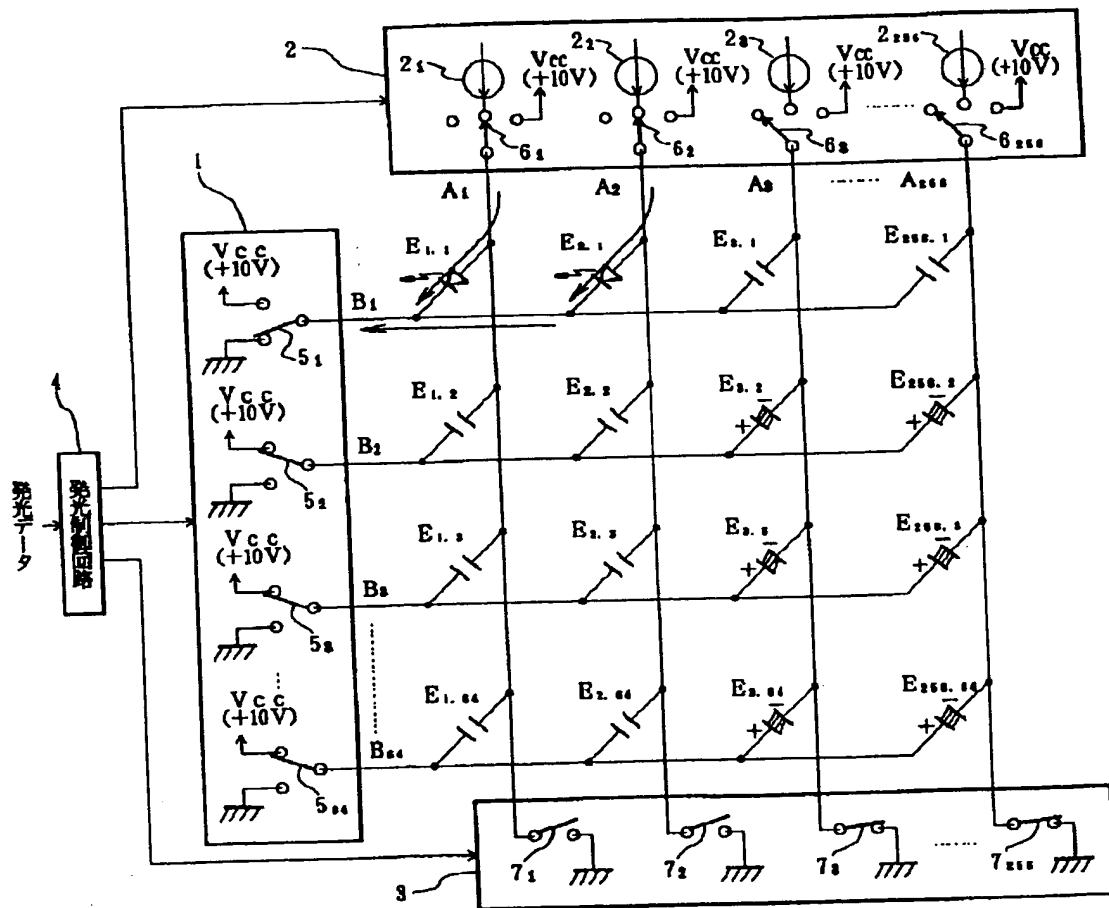 2
2₁
Vcc
(+10V)
2₂
Vcc
(+10V)
2₃
Vcc
(+10V)
2₂₅₆
Vcc
(+10V)
6₁
6₂
6₃
6₂₅₆
A₁
A₂
A₃
A₂₅₆
1
Vcc
(+10V)
5₁
B₁
E₁.₁
E₂.₁
E₃.₁
E₂₅₆.₁
4
発光データ
発光制御回路
Vcc
(+10V)
5₂
B₂
E₁.₂
E₂.₂
E₃.₂
+ −
E₂₅₆.₂
+ −
Vcc
(+10V)
5₃
B₃
E₁.₃
E₂.₃
E₃.₃
+ −
E₂₅₆.₃
+ −
Vcc
(+10V)
5₆₄
B₆₄
E₁.₆₄
E₂.₆₄
E₃.₆₄
+ −
E₂₅₆.₆₄
+ −
3
7₁
7₂
7₃
7₂₅₆